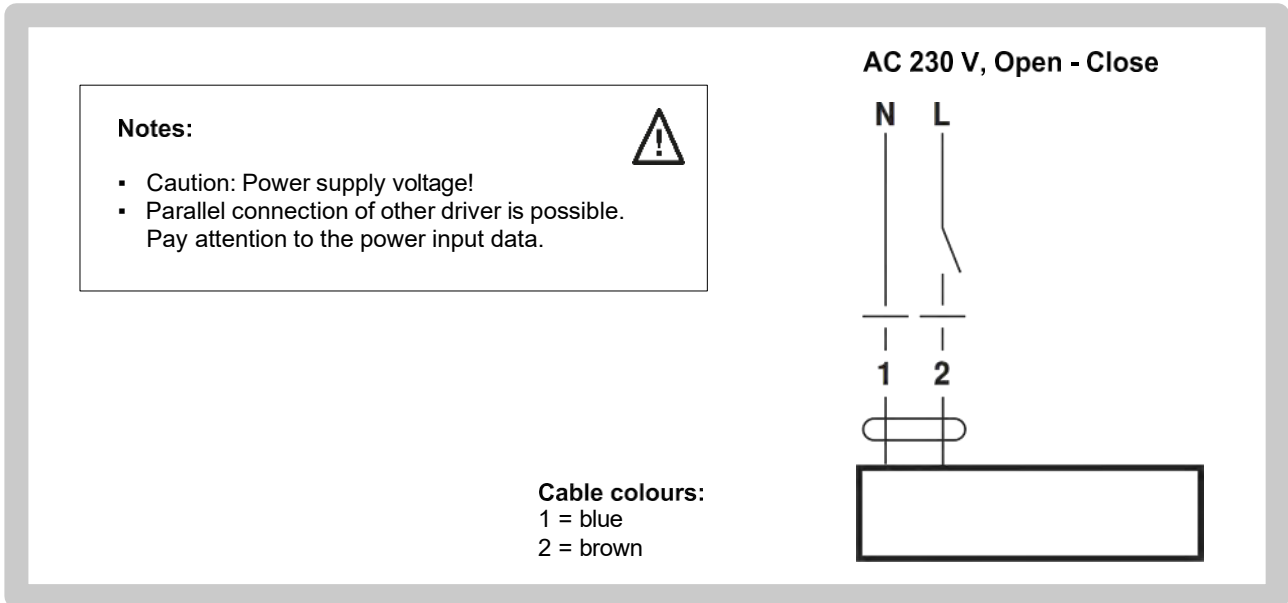 AC 230 V, Open - Close
N L
Notes:
▪ Caution: Power supply voltage!
▪ Parallel connection of other driver is possible.
Pay attention to the power input data.
1 2
Cable colours:
1 = blue
2 = brown